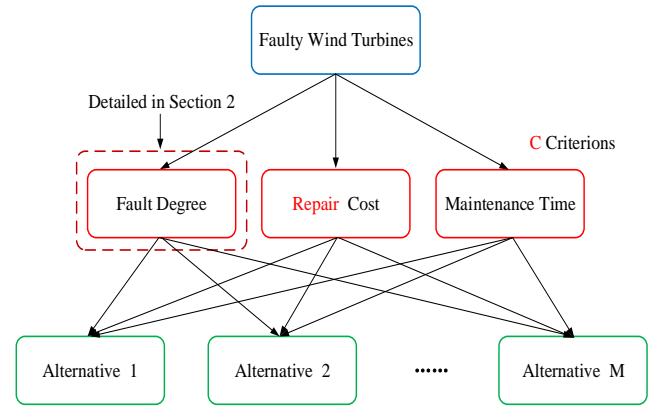 Faulty Wind Turbines
Detailed in Section 2
C Criterions
Fault Degree
Repair Cost
Maintenance Time
Alternative 1
Alternative 2
······
Alternative M